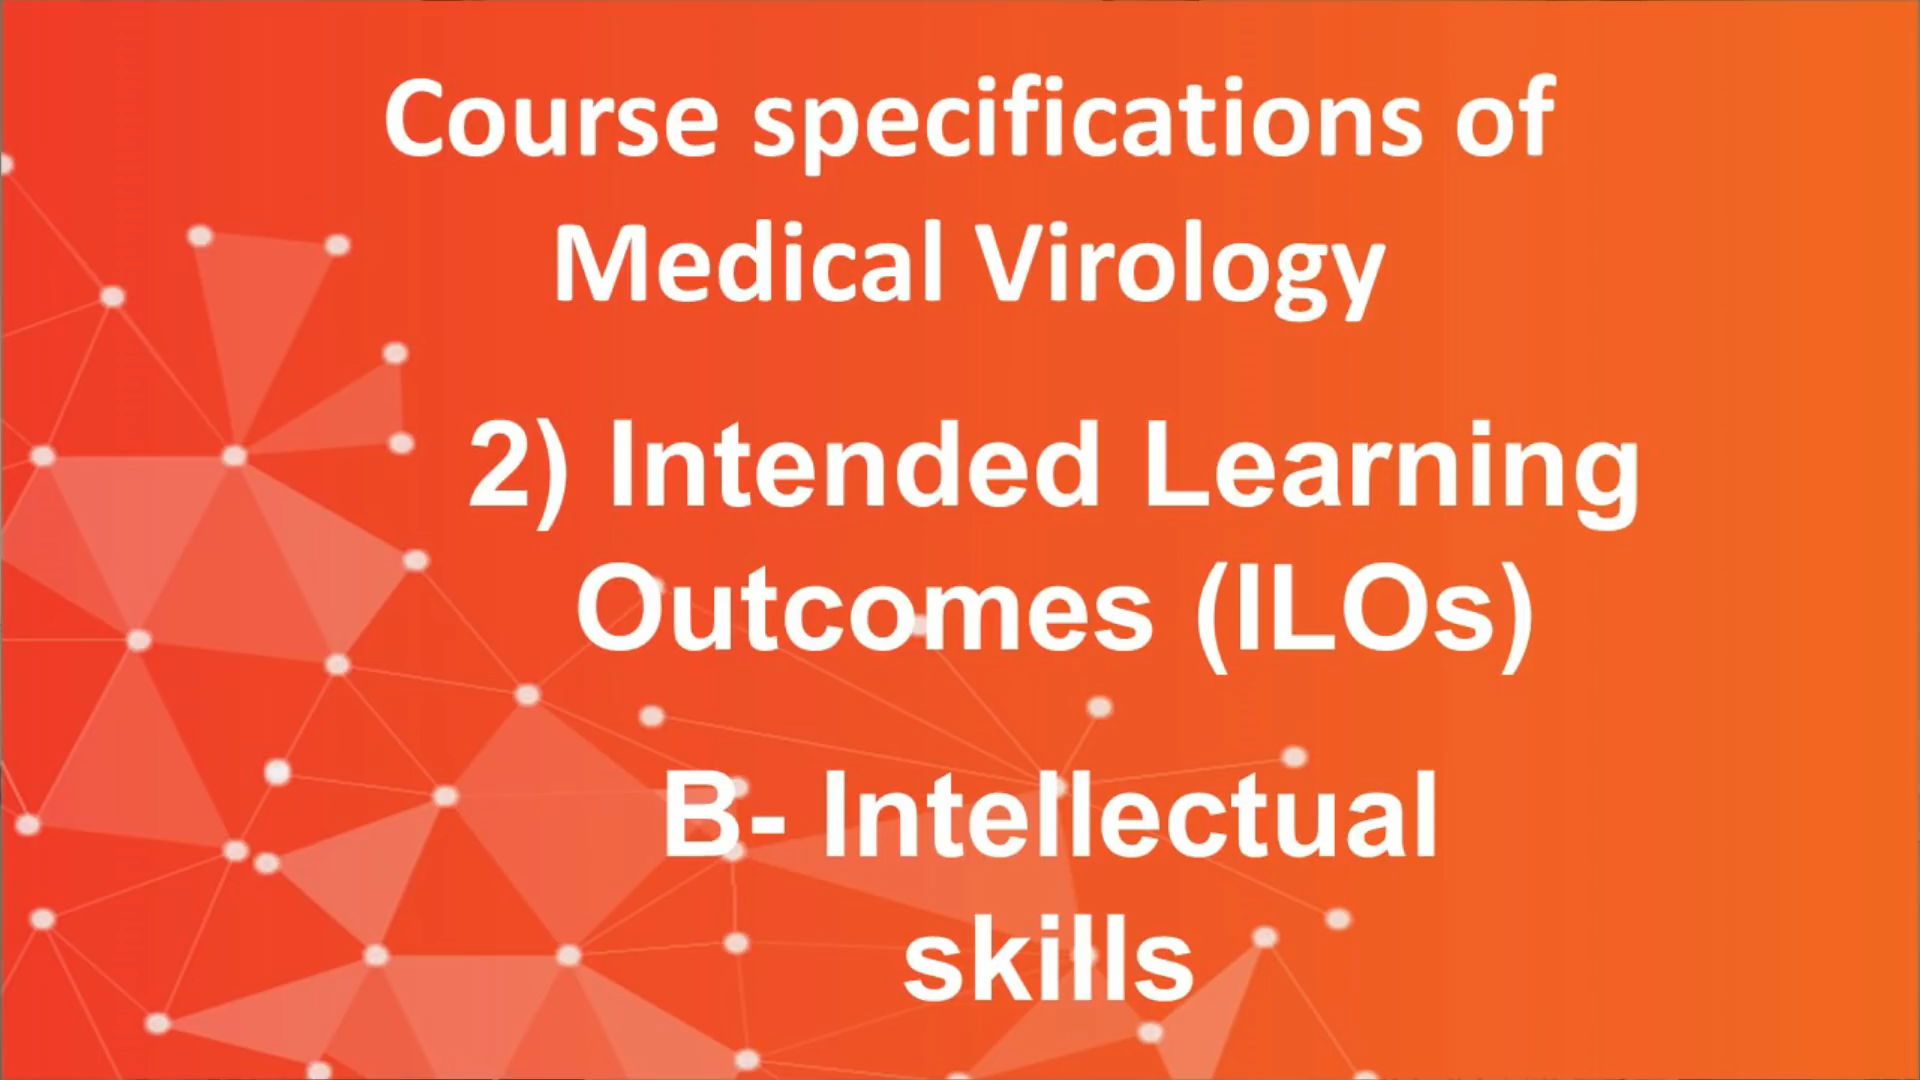 Course specifications of
Medical Virology
2) Intended Learning
Outcomes (ILOs)
B- Intellectual
skills